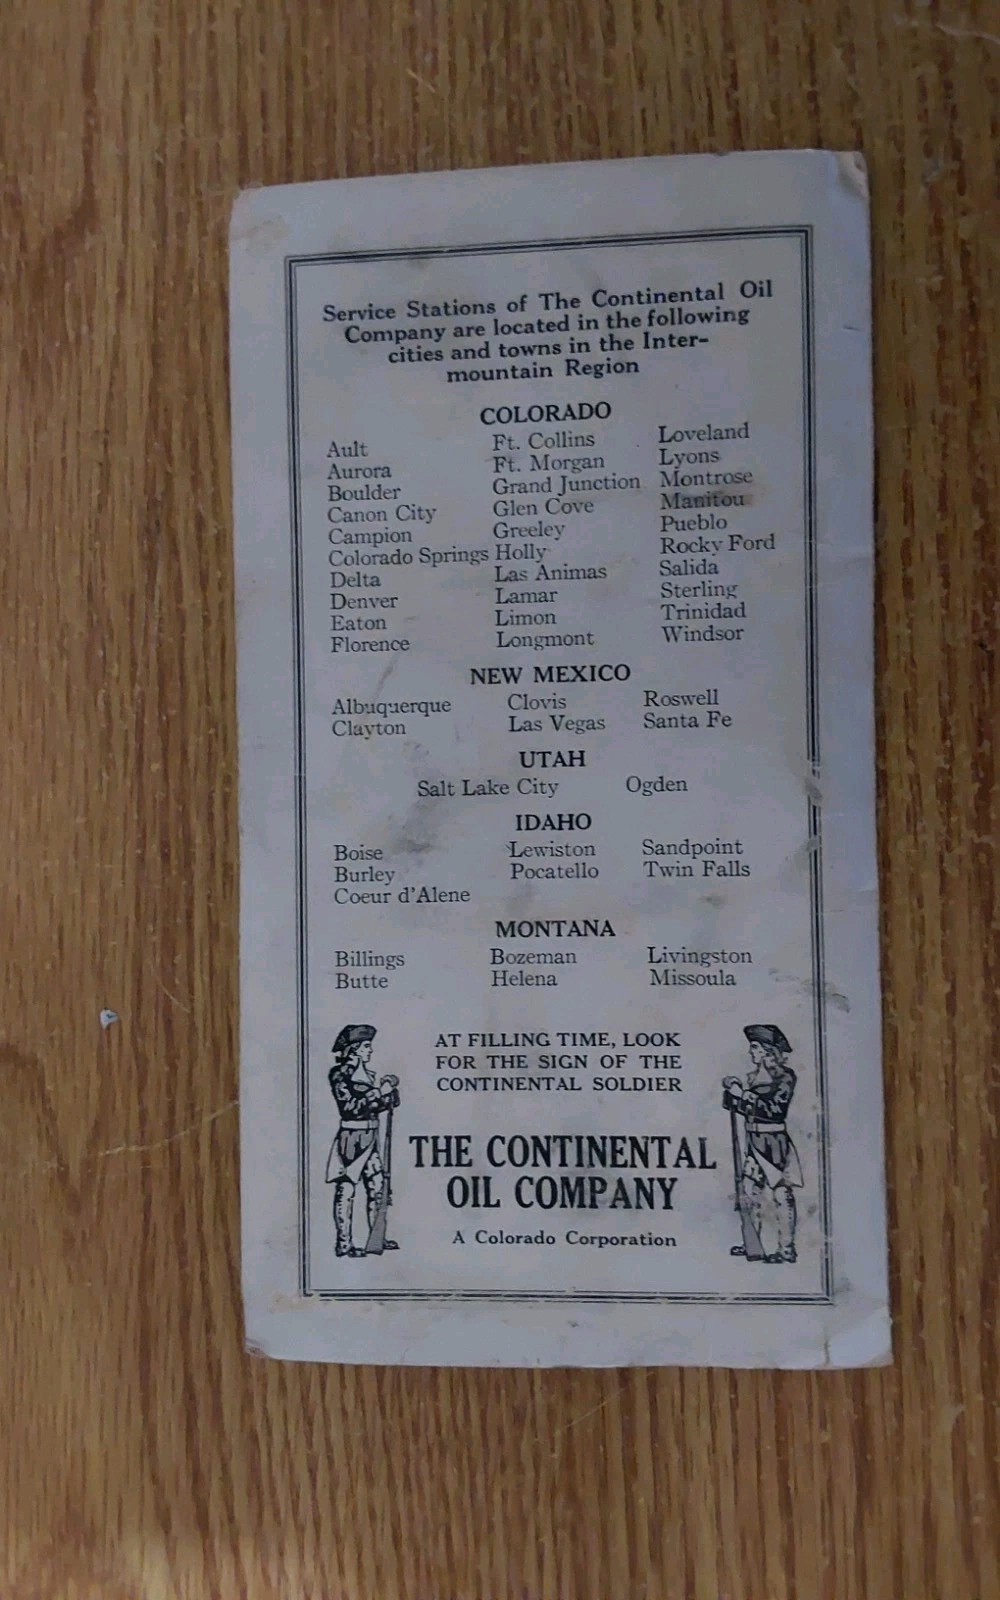 Service Stations of The Continental Oil
Company are located in the following
cities and towns in the Inter-
mountain Region
COLORADO
Ault Ft. Collins Loveland
Aurora Ft. Morgan Lyons
Boulder Grand Junction Montrose
Canon City Glen Cove Manitou
Campion Greeley Pueblo
Colorado Springs Holly Rocky Ford
Delta Las Animas Salida
Denver Lamar Sterling
Eaton Limon Trinidad
Florence Longmont Windsor
NEW MEXICO
Albuquerque Clovis Roswell
Clayton Las Vegas Santa Fe
UTAH
Salt Lake City Ogden
IDAHO
Boise Lewiston Sandpoint
Burley Pocatello Twin Falls
Coeur d'Alene
MONTANA
Billings Bozeman Livingston
Butte Helena Missoula
AT FILLING TIME, LOOK
FOR THE SIGN OF THE
CONTINENTAL SOLDIER
THE CONTINENTAL
OIL COMPANY
A Colorado Corporation